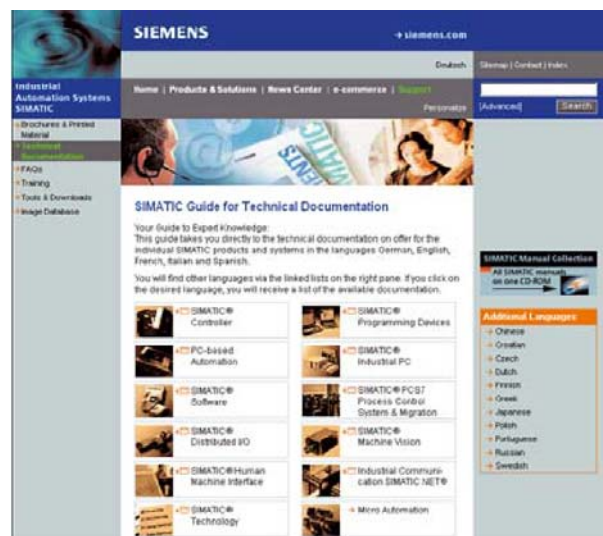 SIEMENS
→ siemens.com
Deutsch
Sitemap | Contact | Index
Industrial
Automation Systems
SIMATIC
Home | Products & Solutions | News Center | e-commerce | Support
Personalize
[Advanced]
Search
Brochures & Printed
Material
Technical
Documentation
FAQs
Training
Tools & Downloads
Image Database
SIMATIC Guide for Technical Documentation
Your Guide to Expert Knowledge:
This guide takes you directly to the technical documentation on offer for the
individual SIMATIC products and systems in the languages German, English,
French, Italian and Spanish.
You will find other languages via the linked lists on the right pane. If you click on
the desired language, you will receive a list of the available documentation.
SIMATIC®
Controller
SIMATIC®
Programming Devices
PC-based
Automation
SIMATIC®
Industrial PC
SIMATIC®
Software
SIMATIC® PCS7
Process Control
System & Migration
SIMATIC®
Distributed I/O
SIMATIC®
Machine Vision
SIMATIC® Human
Machine Interface
Industrial Communi-
cation SIMATIC NET®
SIMATIC®
Technology
→ Micro Automation
SIMATIC Manual Collection
All SIMATIC manuals
on one CD-ROM
Additional Languages
→ Chinese
→ Croatian
→ Czech
→ Dutch
→ Finnish
→ Greek
→ Japanese
→ Polish
→ Portuguese
→ Russian
→ Swedish